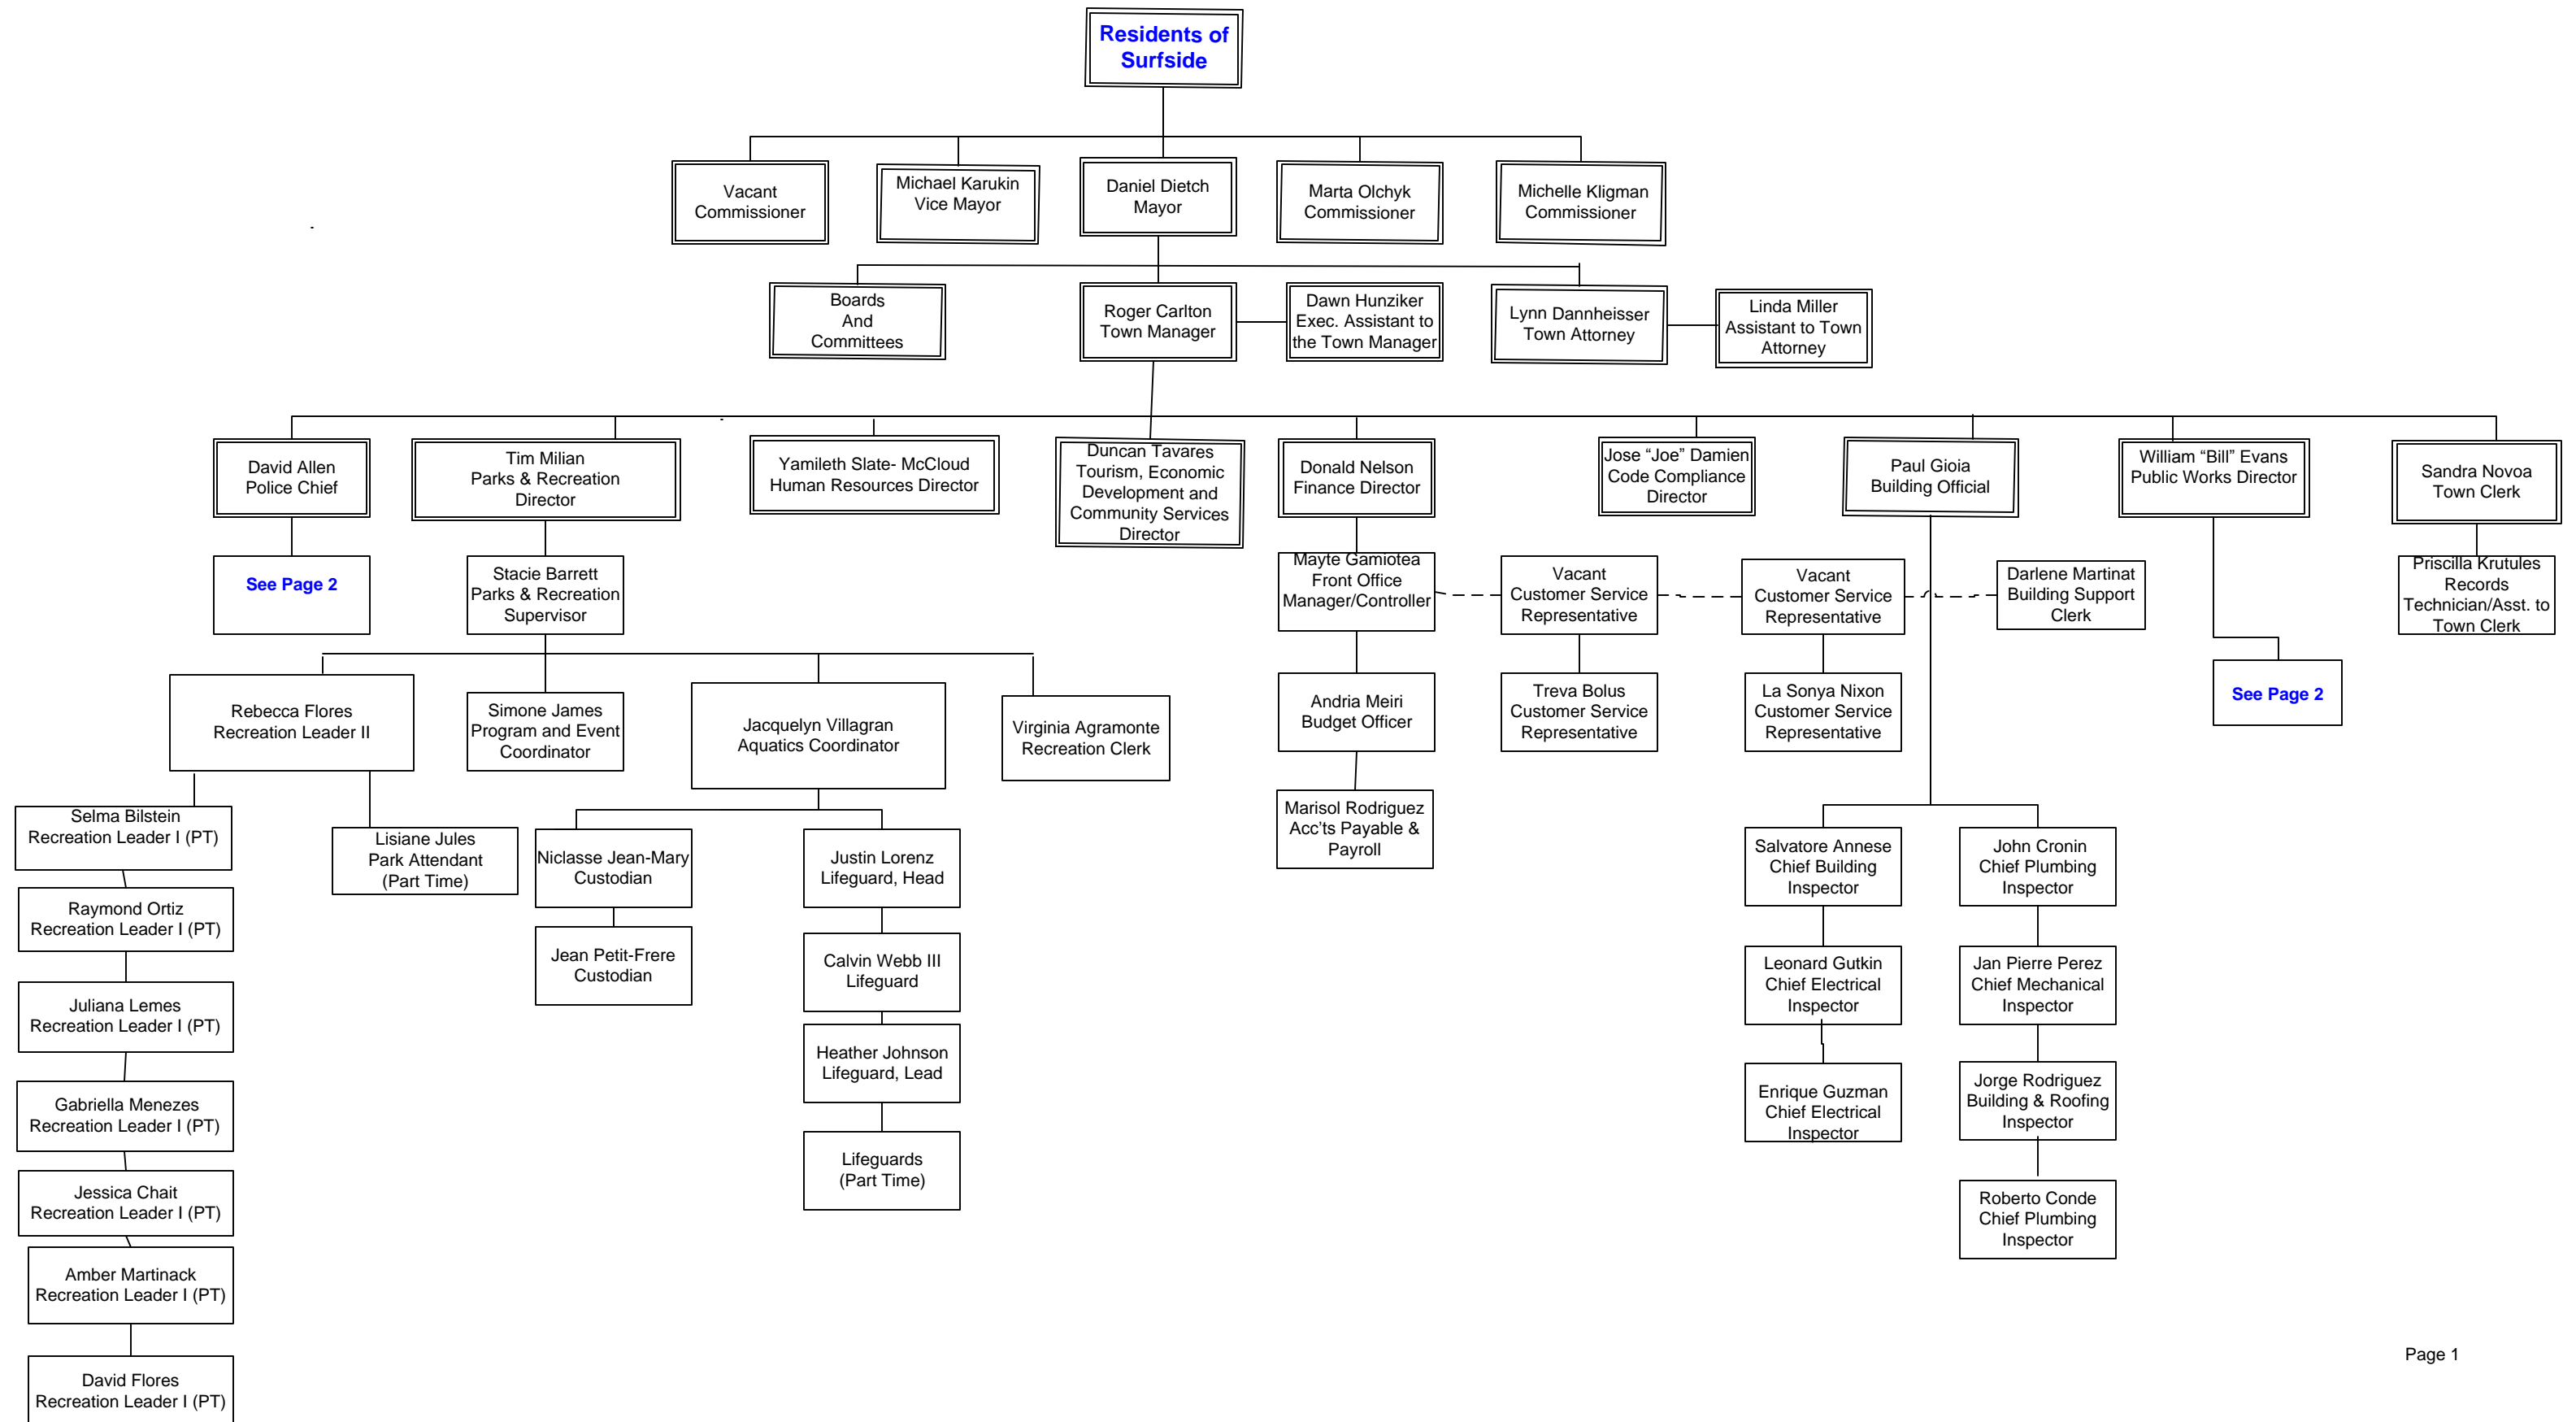 Residents of
Surfside
Vacant
Commissioner
Michael Karukin
Vice Mayor
Daniel Dietch
Mayor
Marta Olchyk
Commissioner
Michelle Kligman
Commissioner
Boards
And
Committees
Roger Carlton
Town Manager
Dawn Hunziker
Exec. Assistant to
the Town Manager
Lynn Dannheisser
Town Attorney
Linda Miller
Assistant to Town
Attorney
David Allen
Police Chief
Tim Milian
Parks & Recreation
Director
Yamileth Slate- McCloud
Human Resources Director
Duncan Tavares
Tourism, Economic
Development and
Community Services
Director
Donald Nelson
Finance Director
Jose “Joe” Damien
Code Compliance
Director
Paul Gioia
Building Official
William “Bill” Evans
Public Works Director
Sandra Novoa
Town Clerk
See Page 2
Stacie Barrett
Parks & Recreation
Supervisor
Mayte Gamiotea
Front Office
Manager/Controller
Vacant
Customer Service
Representative
Vacant
Customer Service
Representative
Darlene Martinat
Building Support
Clerk
Priscilla Krutules
Records
Technician/Asst. to
Town Clerk
Rebecca Flores
Recreation Leader II
Simone James
Program and Event
Coordinator
Jacquelyn Villagran
Aquatics Coordinator
Virginia Agramonte
Recreation Clerk
Andria Meiri
Budget Officer
Treva Bolus
Customer Service
Representative
La Sonya Nixon
Customer Service
Representative
See Page 2
Selma Bilstein
Recreation Leader I (PT)
Lisiane Jules
Park Attendant
(Part Time)
Niclasse Jean-Mary
Custodian
Justin Lorenz
Lifeguard, Head
Marisol Rodriguez
Acc’ts Payable &
Payroll
Salvatore Annese
Chief Building
Inspector
John Cronin
Chief Plumbing
Inspector
Raymond Ortiz
Recreation Leader I (PT)
Jean Petit-Frere
Custodian
Calvin Webb III
Lifeguard
Leonard Gutkin
Chief Electrical
Inspector
Jan Pierre Perez
Chief Mechanical
Inspector
Juliana Lemes
Recreation Leader I (PT)
Heather Johnson
Lifeguard, Lead
Enrique Guzman
Chief Electrical
Inspector
Jorge Rodriguez
Building & Roofing
Inspector
Gabriella Menezes
Recreation Leader I (PT)
Lifeguards
(Part Time)
Jessica Chait
Recreation Leader I (PT)
Roberto Conde
Chief Plumbing
Inspector
Amber Martinack
Recreation Leader I (PT)
David Flores
Recreation Leader I (PT)
Page 1